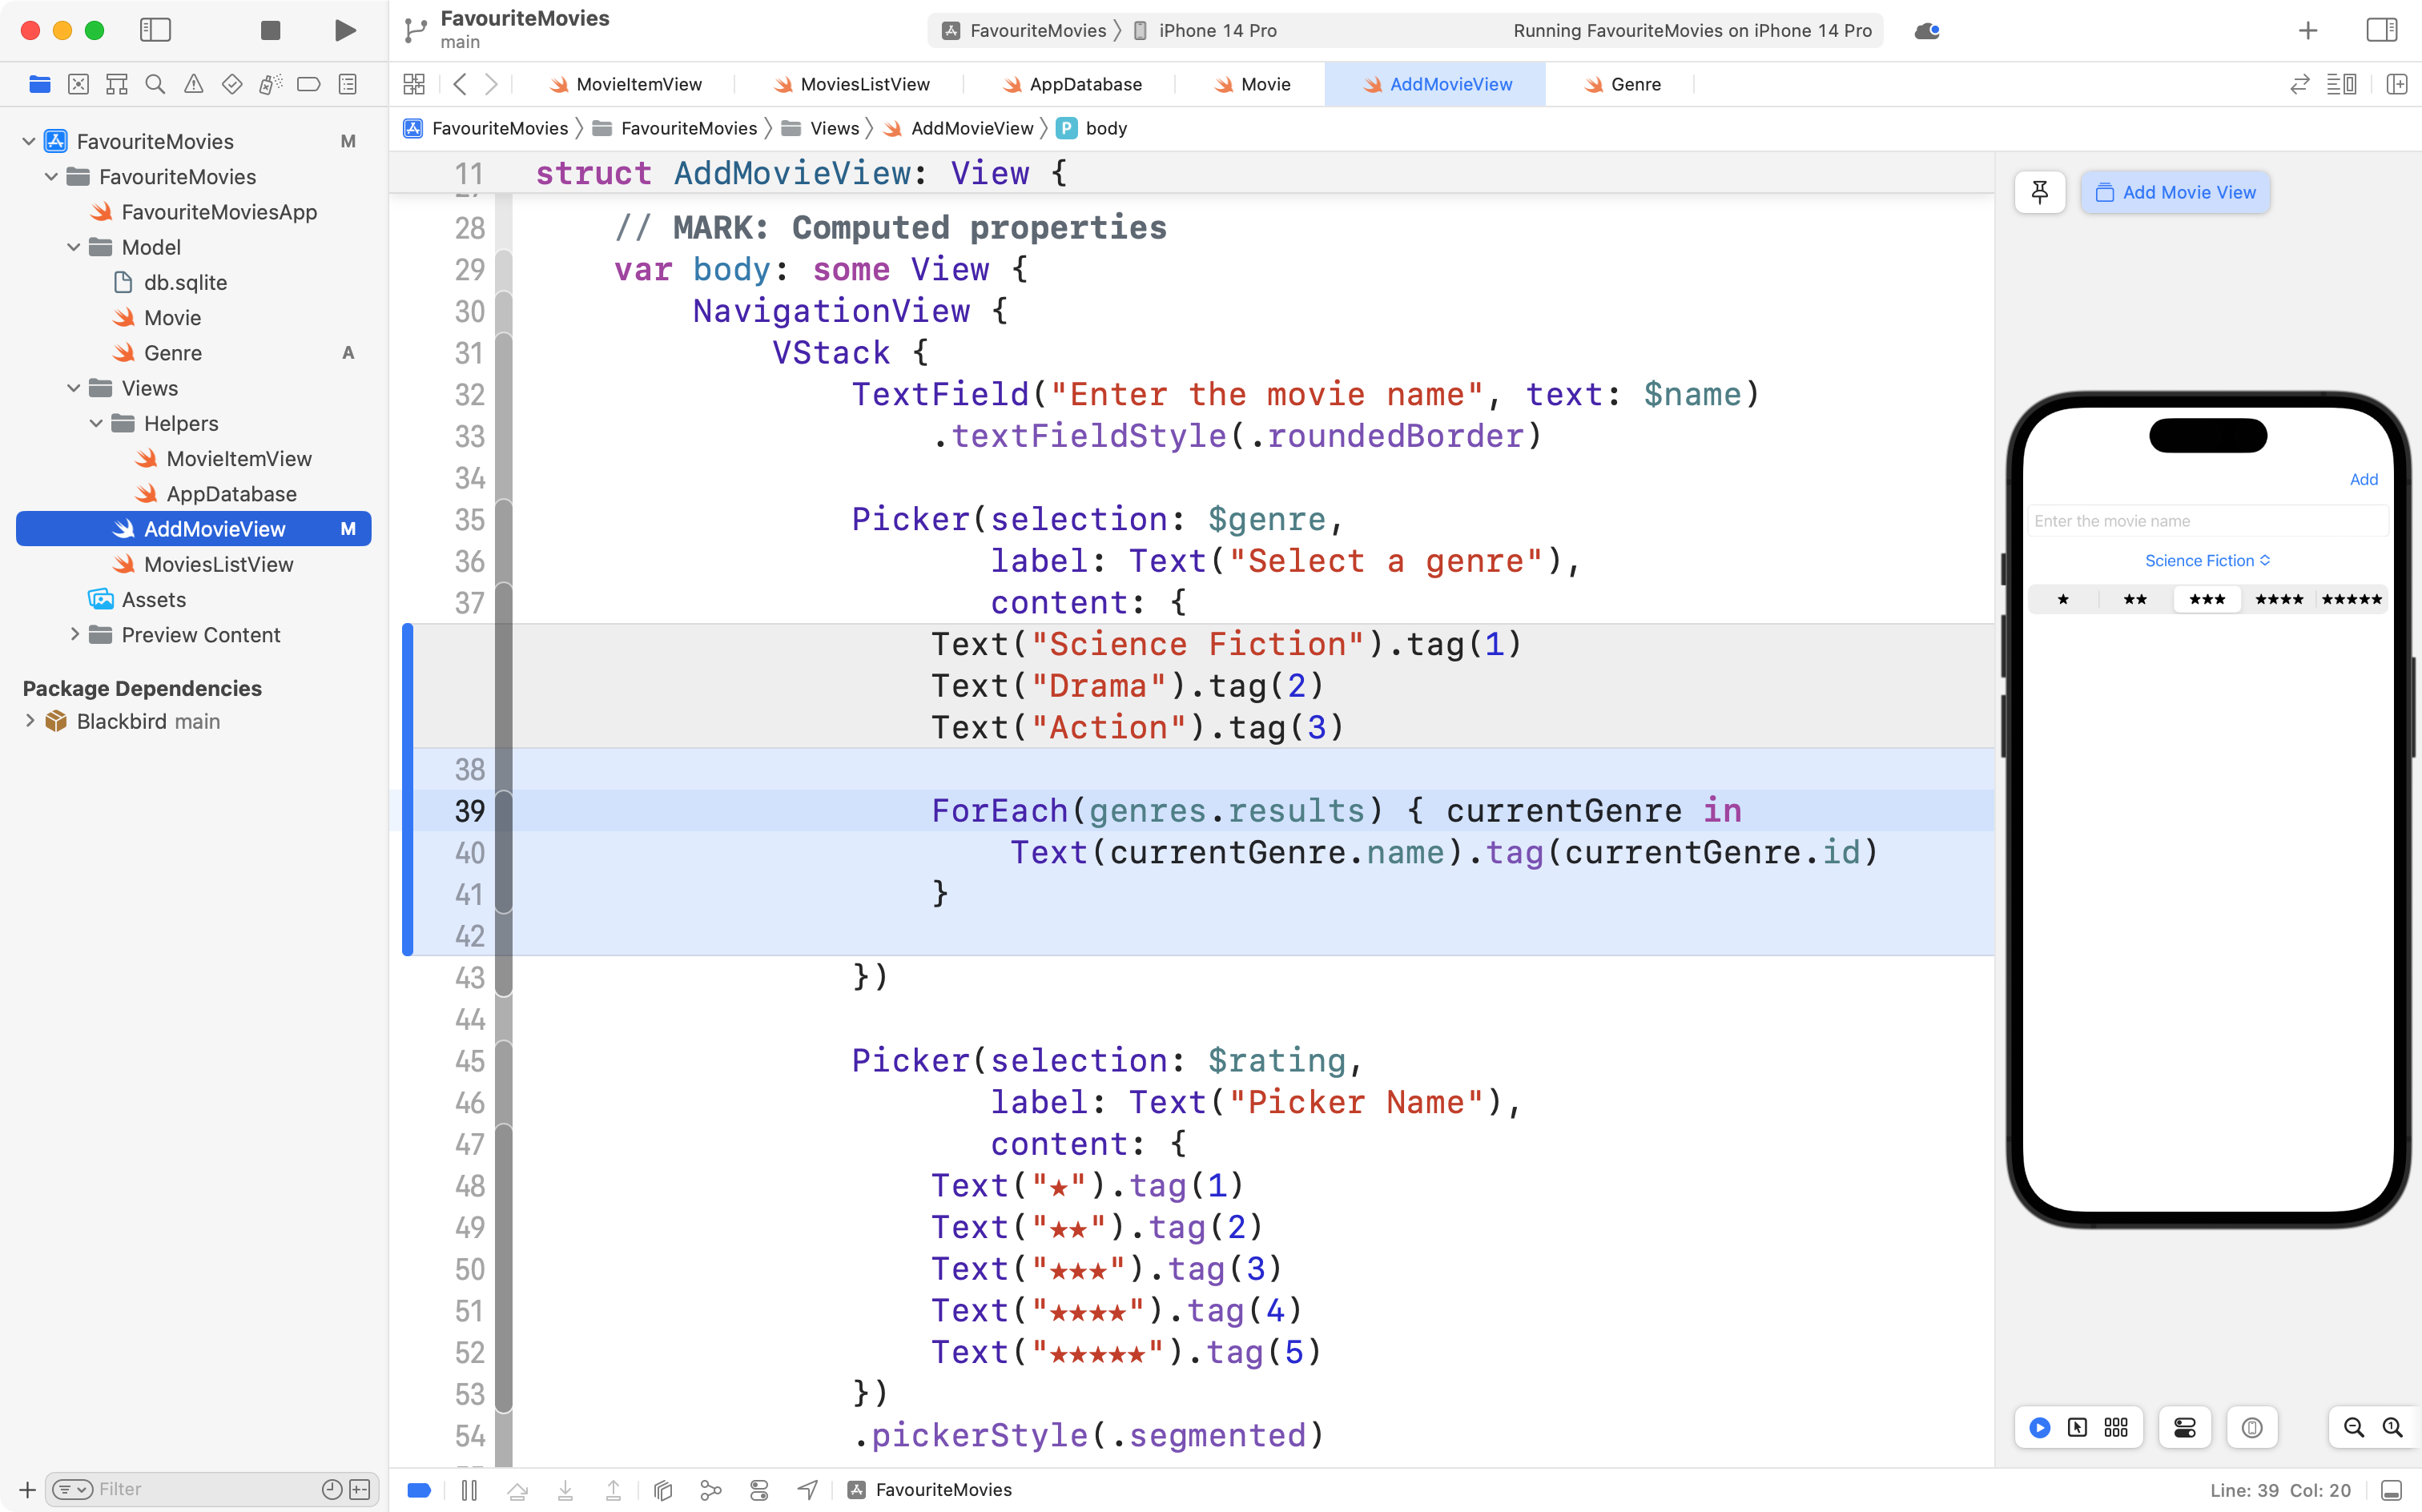 FavouriteMovies
main
FavouriteMovies
iPhone 14 Pro
Running FavouriteMovies on iPhone 14 Pro
MovieItemView
MoviesListView
AppDatabase
Movie
AddMovieView
Genre
FavouriteMovies
FavouriteMovies
Views
AddMovieView
P
body
FavouriteMovies M
FavouriteMovies
FavouriteMoviesApp
Model
db.sqlite
Movie
Genre A
Views
Helpers
MovieItemView
AppDatabase
AddMovieView M
MoviesListView
Assets
Preview Content
Package Dependencies
Blackbird main
Filter
11 struct AddMovieView: View {
28 // MARK: Computed properties
29 var body: some View {
30 NavigationView {
31 VStack {
32 TextField("Enter the movie name", text: $name)
33 .textFieldStyle(.roundedBorder)
34
35 Picker(selection: $genre,
36 label: Text("Select a genre"),
37 content: {
Text("Science Fiction").tag(1)
Text("Drama").tag(2)
Text("Action").tag(3)
38
39 ForEach(genres.results) { currentGenre in
40 Text(currentGenre.name).tag(currentGenre.id)
41 }
42
43 })
44
45 Picker(selection: $rating,
46 label: Text("Picker Name"),
47 content: {
48 Text("★").tag(1)
49 Text("★★").tag(2)
50 Text("★★★").tag(3)
51 Text("★★★★").tag(4)
52 Text("★★★★★").tag(5)
53 })
54 .pickerStyle(.segmented)
Add Movie View
Add
Enter the movie name
Science Fiction
★ ★★ ★★★ ★★★★ ★★★★★
FavouriteMovies
Line: 39 Col: 20